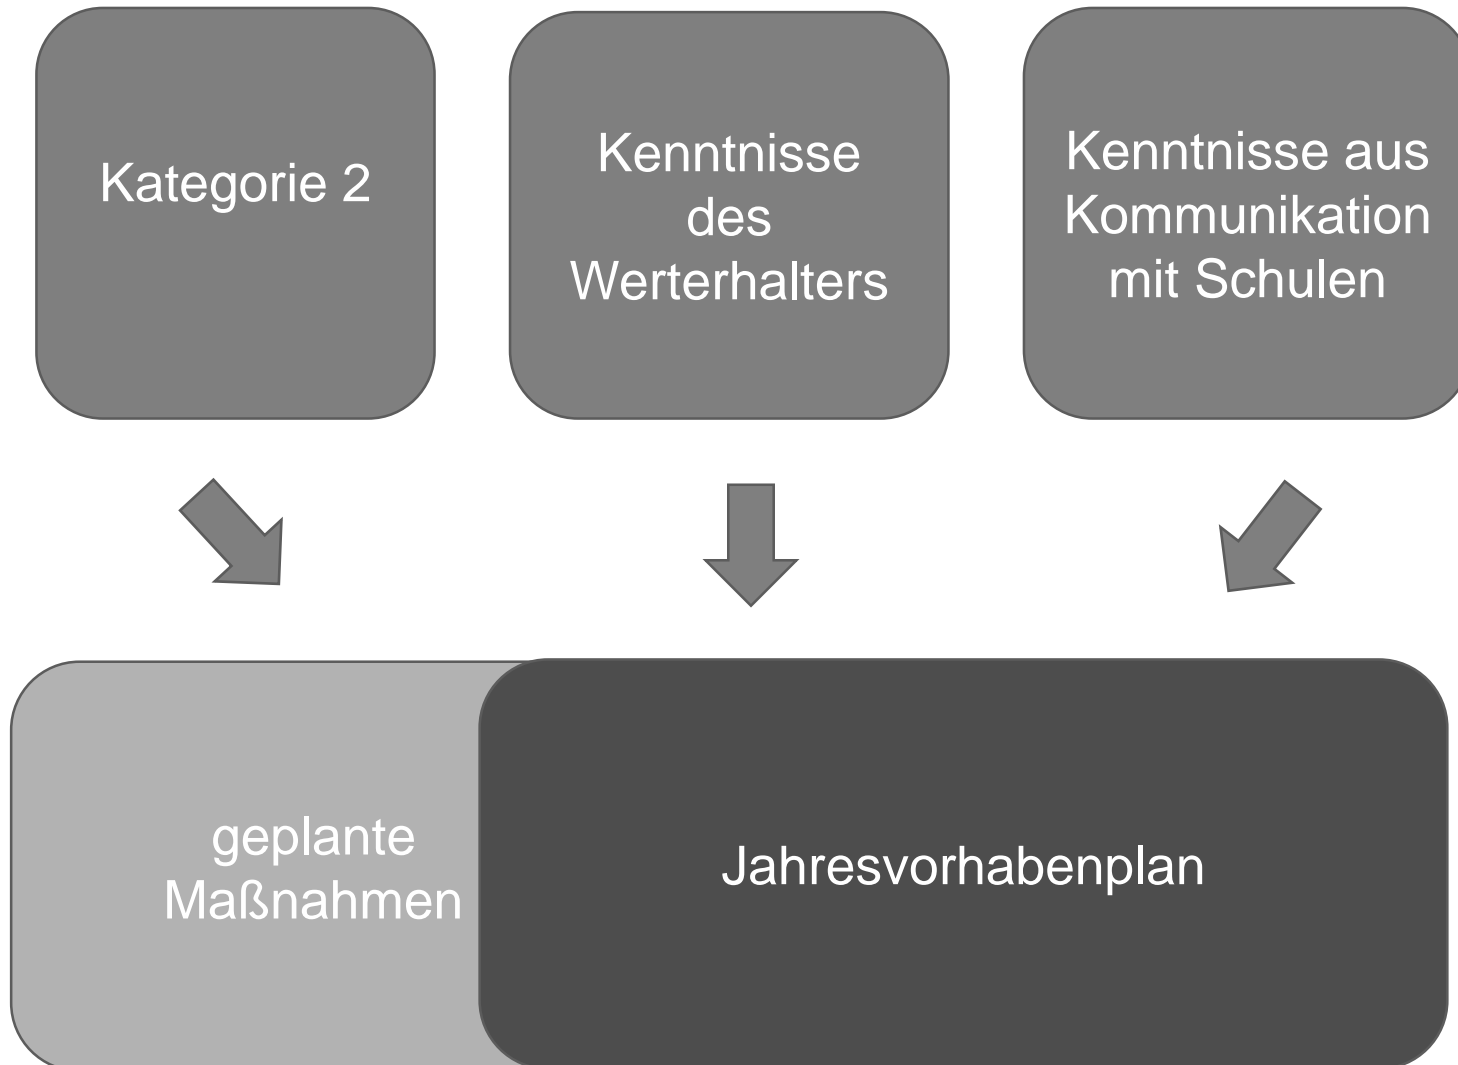 Kategorie 2
Kenntnisse
des
Werterhalters
Kenntnisse aus
Kommunikation
mit Schulen
geplante
Maßnahmen
Jahresvorhabenplan